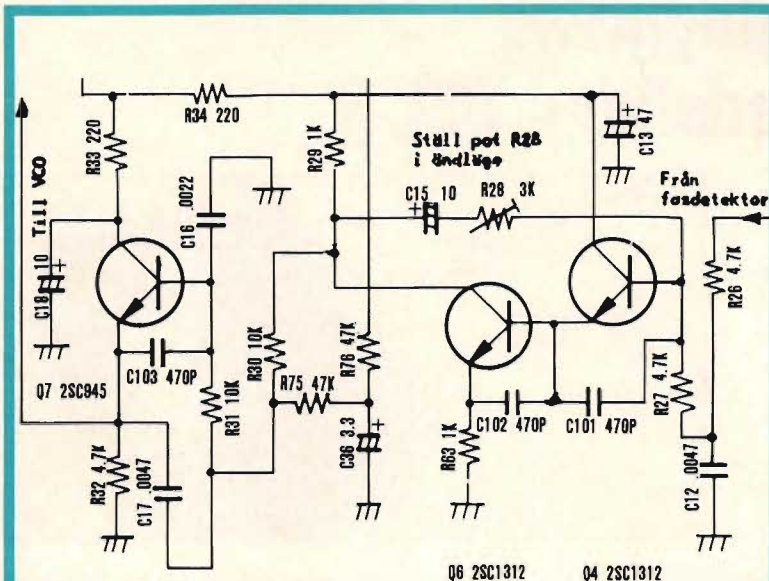 R34 220
R33 220
R29 1K
C13 47
Ställ pot R28
i ändläge
C15 10
R28 3K
Från
fasdetektor
Till VCO
C16 .0022
C18 10
R26 4.7K
Q7 2SC945
C103 470P
R31 10K
R30 10K
R75 47K
R76 47K
R27 4.7K
C102 470P
C101 470P
R32 4.7K
C17 .0047
C36 3.3
R63 1K
C12 .0047
Q6 2SC1312
Q4 2SC1312